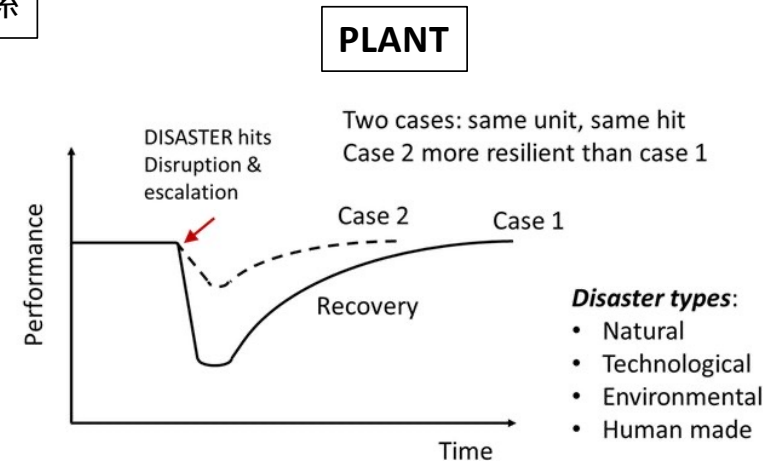 系
PLANT
DISASTER hits
Disruption &
escalation
Two cases: same unit, same hit
Case 2 more resilient than case 1
Case 2
Case 1
Performance
Recovery
Disaster types:
• Natural
• Technological
• Environmental
• Human made
Time